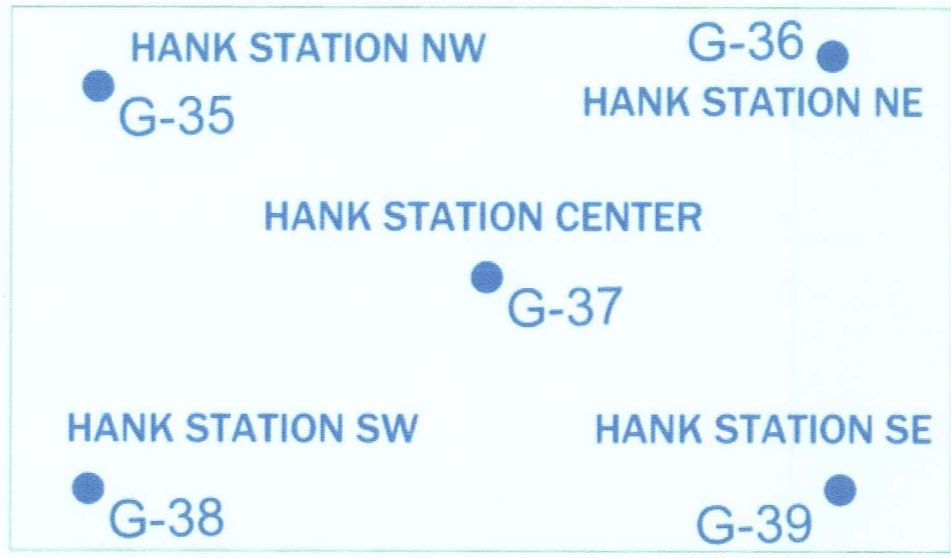 HANK STATION NW
G-35
G-36
HANK STATION NE
HANK STATION CENTER
G-37
HANK STATION SW
G-38
HANK STATION SE
G-39